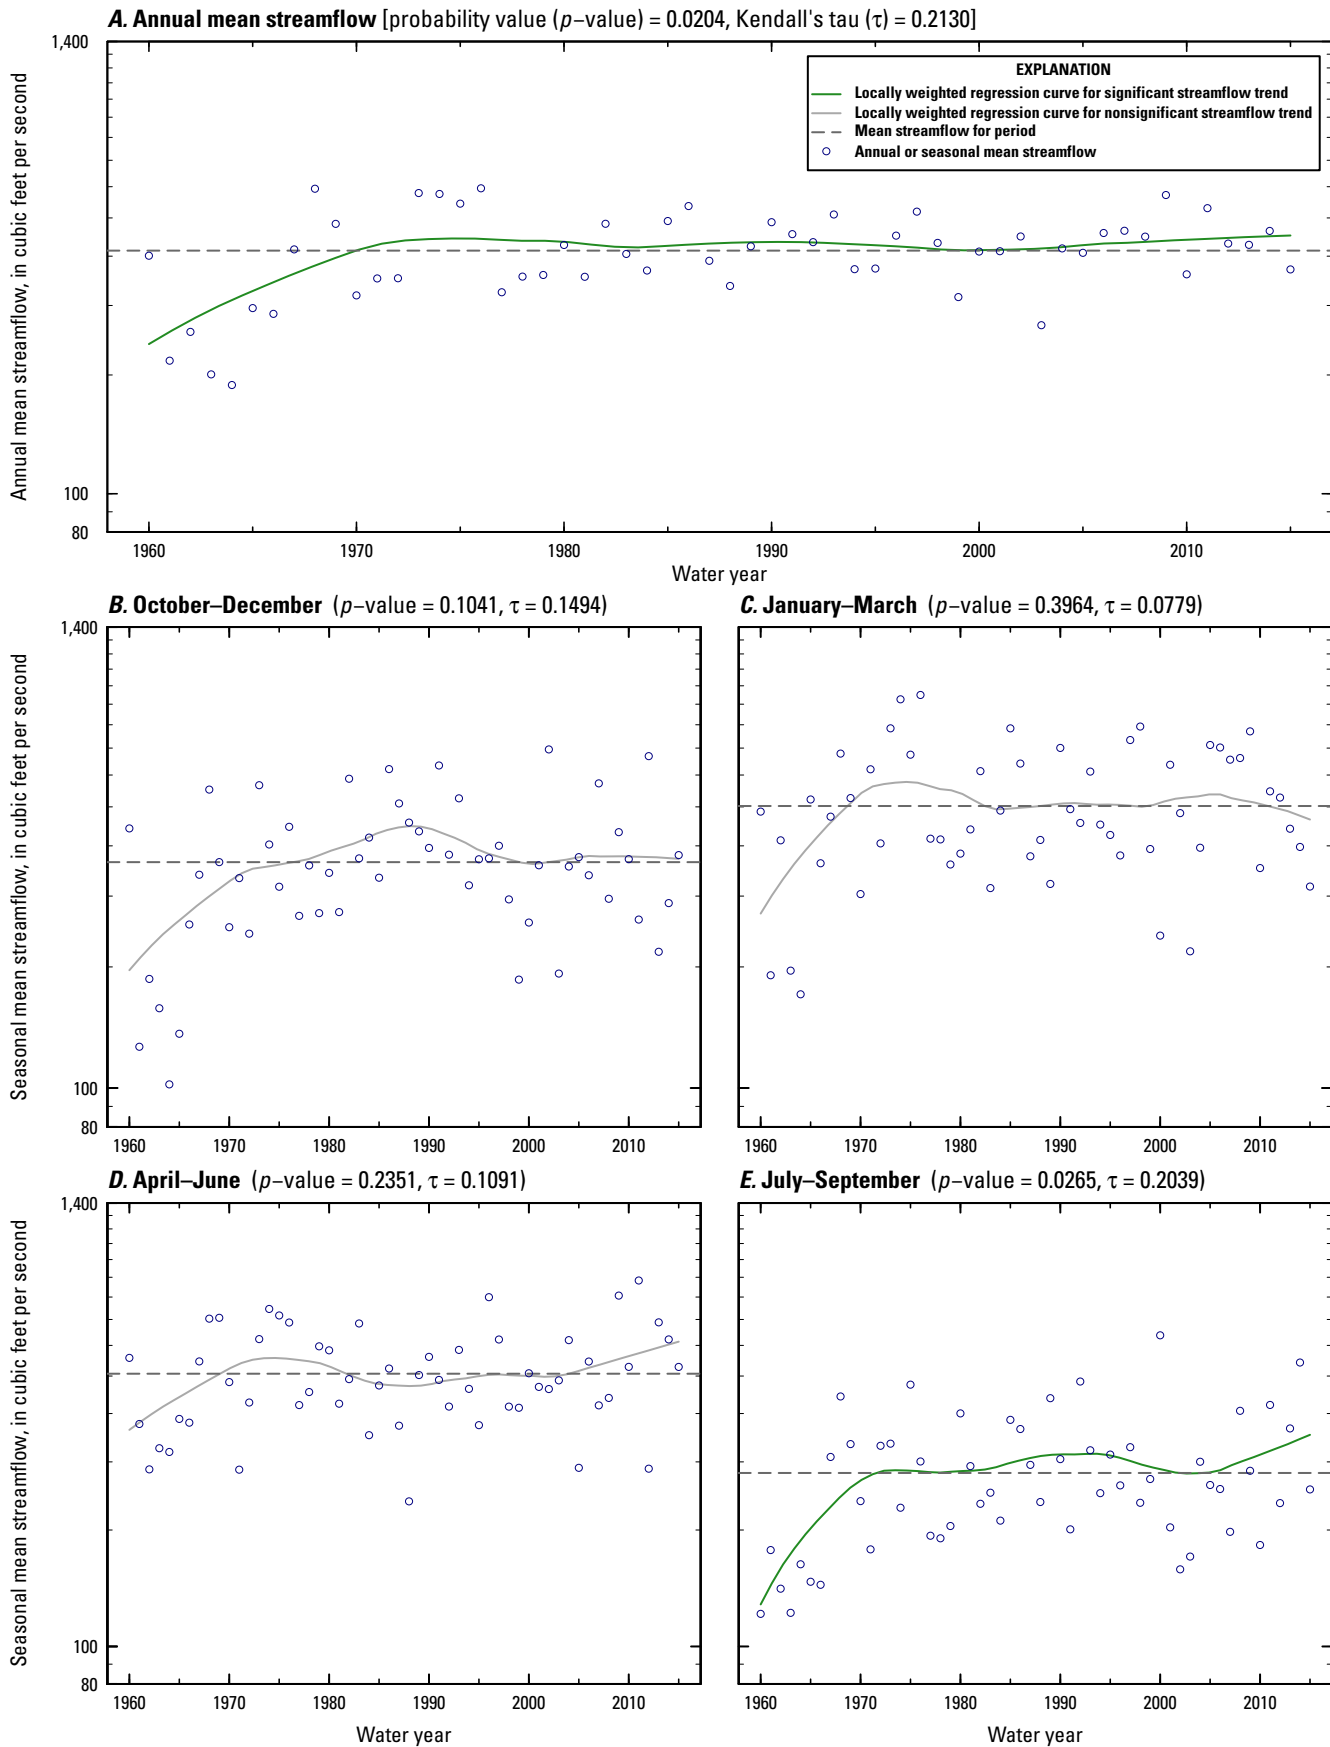 A. Annual mean streamflow [probability value (p−value) = 0.0204, Kendall's tau (τ) = 0.2130]
1,400
100
80
Annual mean streamflow, in cubic feet per second
EXPLANATION
Locally weighted regression curve for significant streamflow trend
Locally weighted regression curve for nonsignificant streamflow trend
Mean streamflow for period
Annual or seasonal mean streamflow
1960 1970 1980 1990 2000 2010
Water year
B. October–December (p−value = 0.1041, τ = 0.1494)
1,400
100
80
Seasonal mean streamflow, in cubic feet per second
1960 1970 1980 1990 2000 2010
C. January–March (p−value = 0.3964, τ = 0.0779)
1960 1970 1980 1990 2000 2010
D. April–June (p−value = 0.2351, τ = 0.1091)
1,400
100
80
Seasonal mean streamflow, in cubic feet per second
1960 1970 1980 1990 2000 2010
Water year
E. July–September (p−value = 0.0265, τ = 0.2039)
1960 1970 1980 1990 2000 2010
Water year